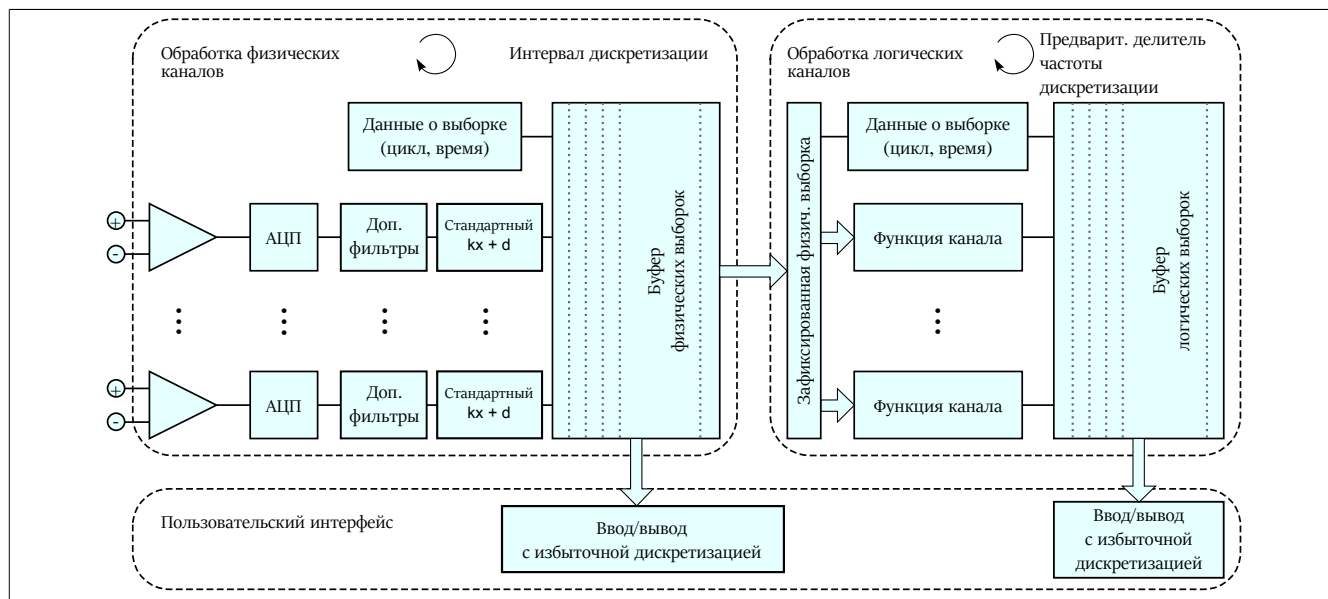 Обработка физических
каналов
Интервал дискретизации
Данные о выборке
(цикл, время)
+
-
АЦП
Доп.
фильтры
Стандартный
kx + d
+
-
АЦП
Доп.
фильтры
Стандартный
kx + d
Буфер
физических выборок
Обработка логических
каналов
Предварит. делитель
частоты
дискретизации
Зафиксированная физич. выборка
Данные о выборке
(цикл, время)
Функция канала
Функция канала
Буфер
логических выборок
Пользовательский интерфейс
Ввод/вывод
с избыточной дискретизацией
Ввод/вывод
с избыточной
дискретизацией